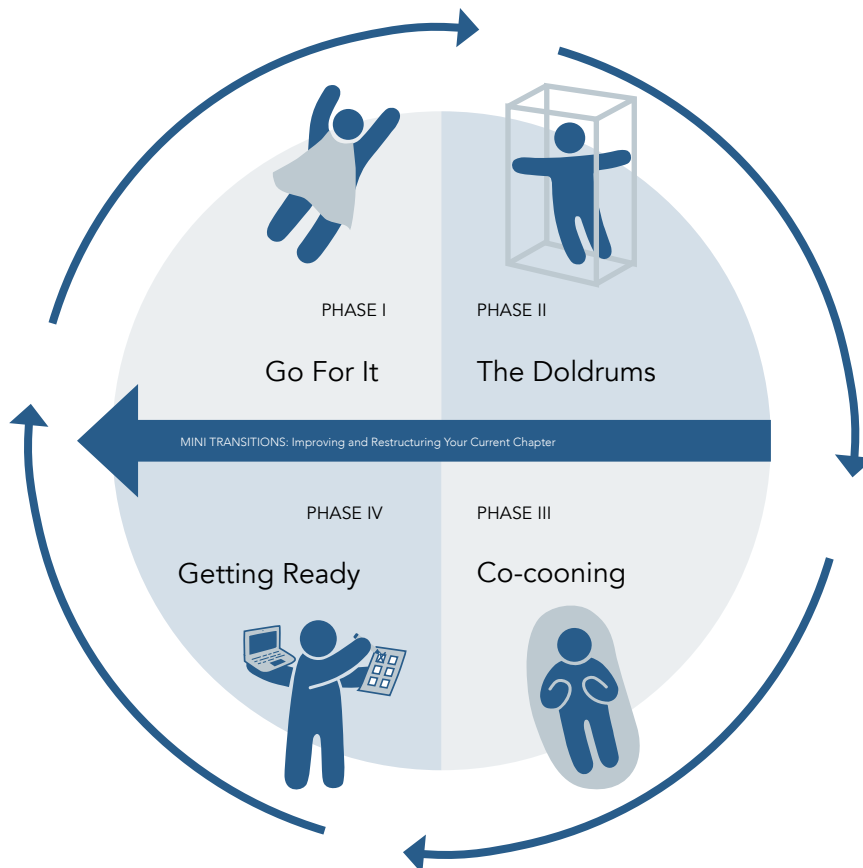 PHASE I
Go For It
PHASE II
The Doldrums
MINI TRANSITIONS: Improving and Restructuring Your Current Chapter
PHASE IV
Getting Ready
PHASE III
Co-cooning